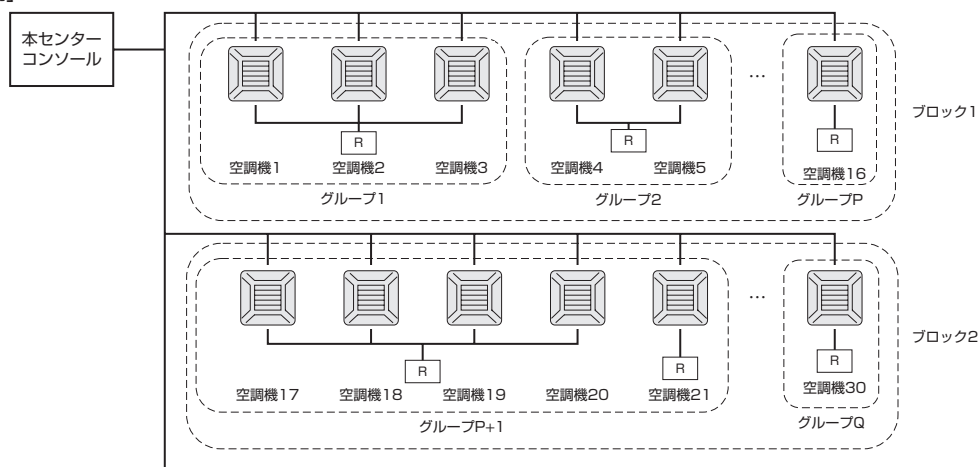 本センター
コンソール
R
R
R
空調機1 空調機2 空調機3 空調機4 空調機5 … 空調機16
グループ1 グループ2 グループP
ブロック1
R
R
R
空調機17 空調機18 空調機19 空調機20 空調機21 … 空調機30
グループP+1 グループQ
ブロック2